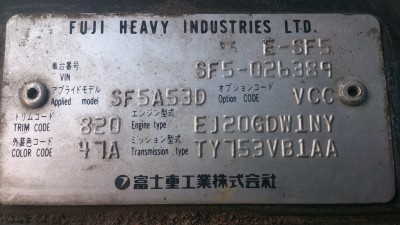 FUJI HEAVY INDUSTRIES LTD.
型式 E-SF5
車台番号 VIN SF5-026389
アプライドモデル Applied model SF5A53D オプションコード Option CODE VCC
トリムコード TRIM CODE 820 エンジン型式 Engine type EJ20GDW1NY
外装色コード COLOR CODE 47A ミッション型式 Transmission type TY753VB1AA
富士重工業株式会社